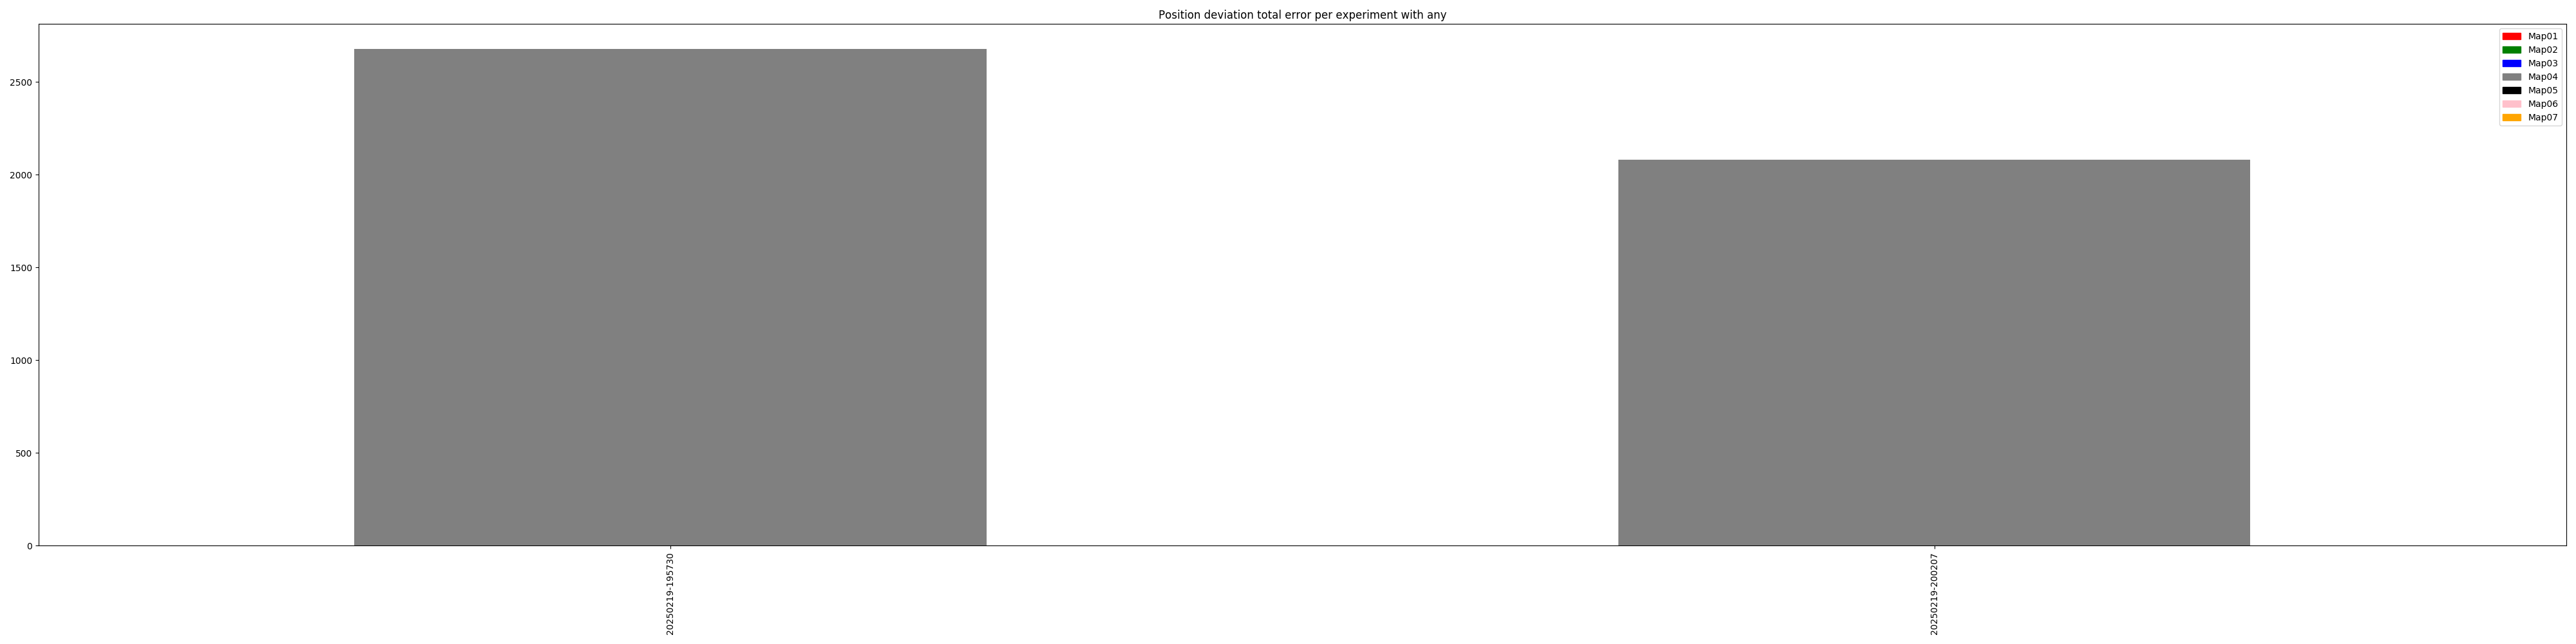 Position deviation total error per experiment with any
Map01
Map02
Map03
Map04
Map05
Map06
Map07
2500
2000
1500
1000
500
0
20250219-195730
20250219-200207